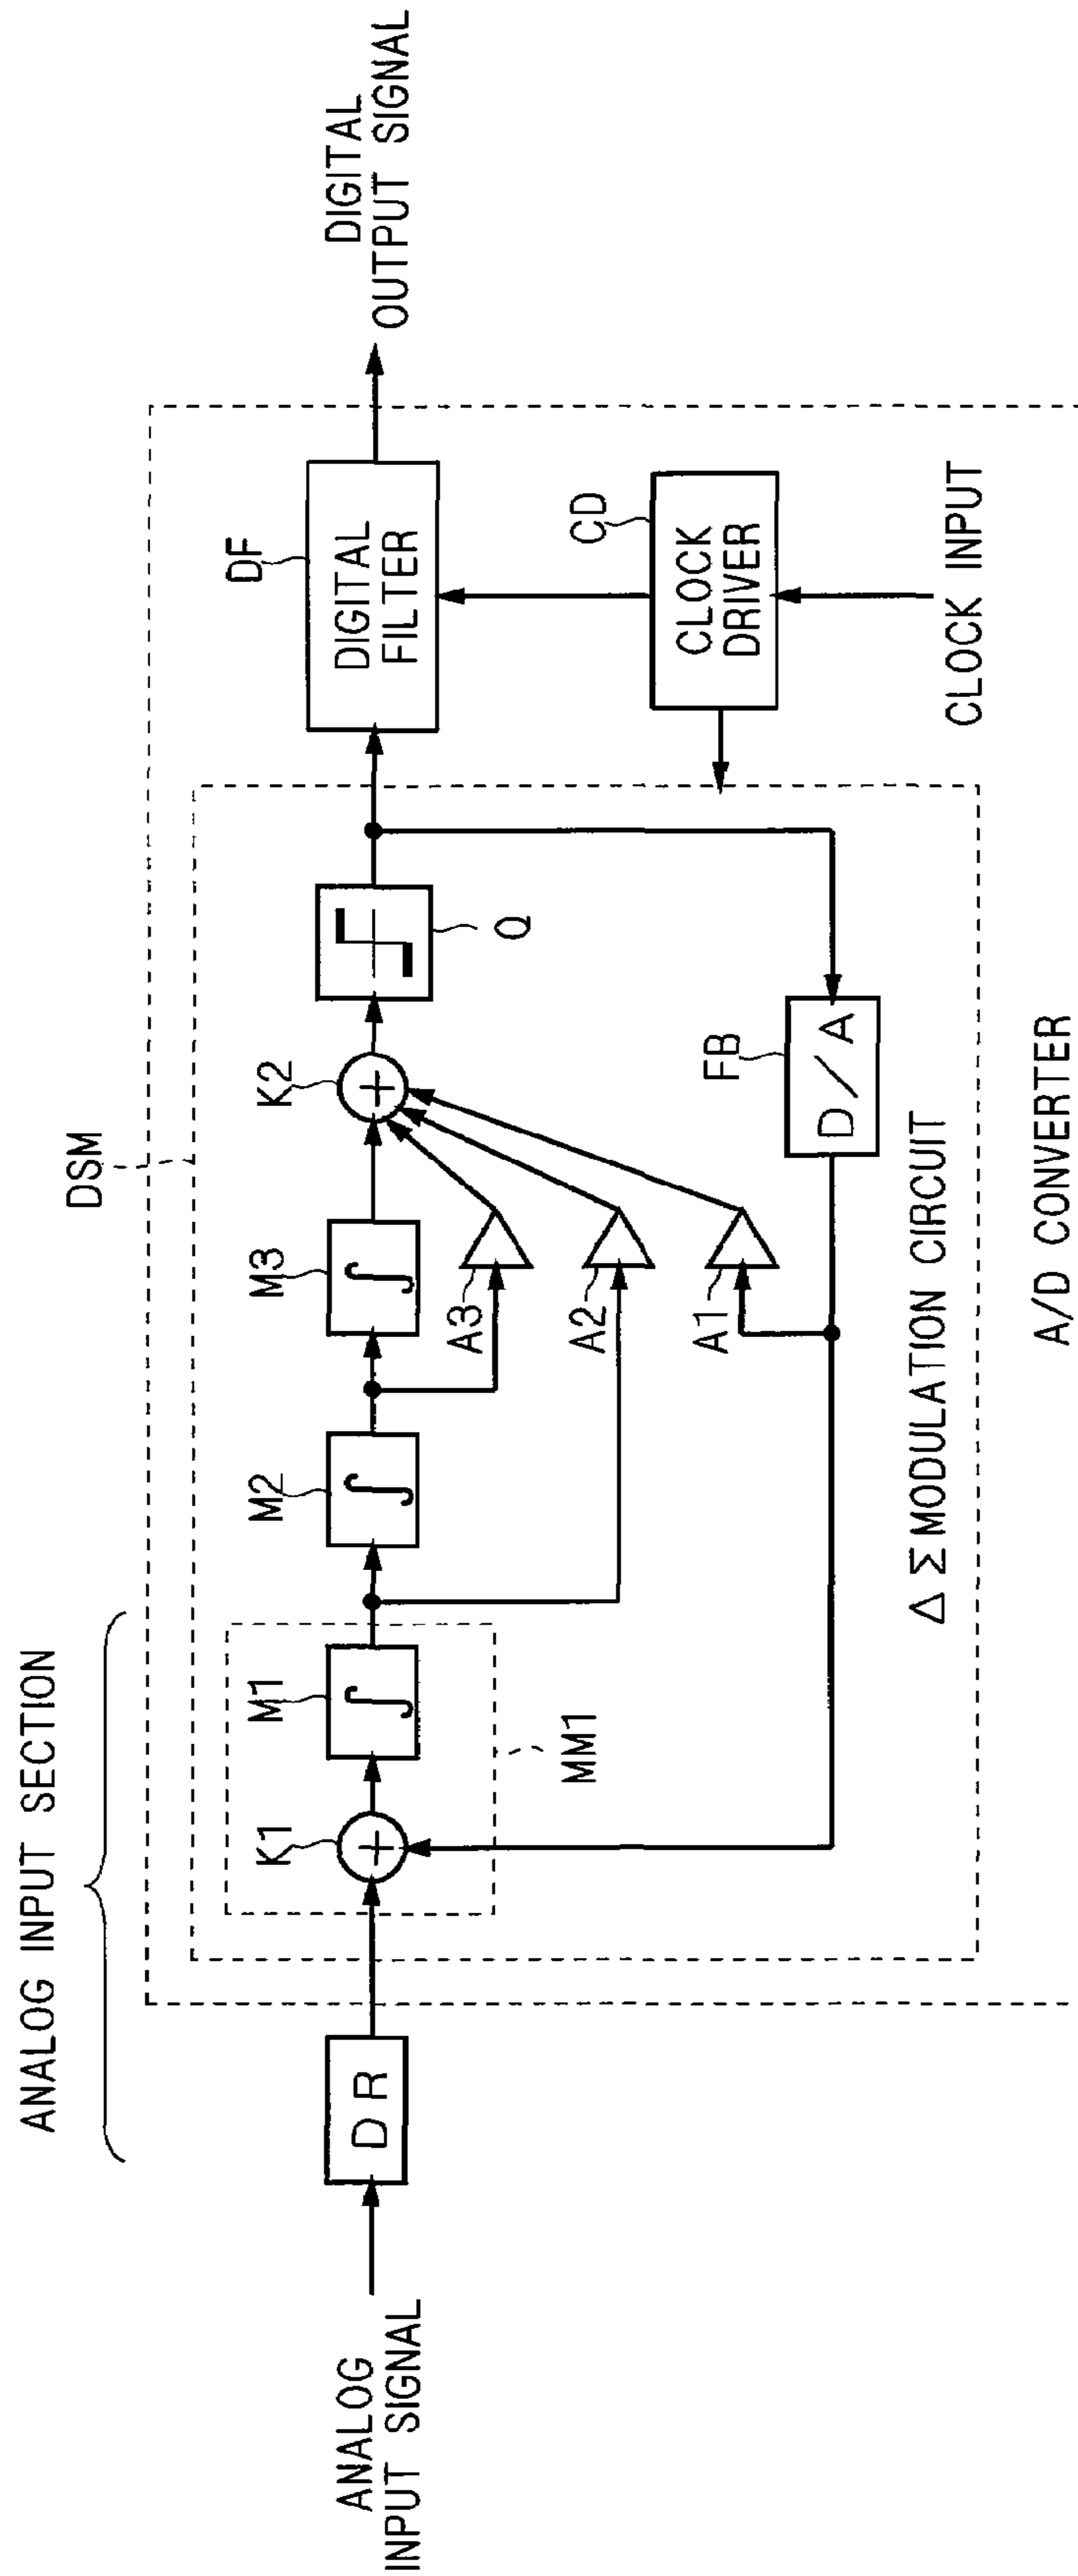 ANALOG INPUT SECTION
ANALOG
INPUT SIGNAL
DR
K1
M1
MM1
M2
M3
A3
A2
A1
DSM
K2
Q
FB
D/A
ΔΣ MODULATION CIRCUIT
A/D CONVERTER
DF
DIGITAL
FILTER
CD
CLOCK
DRIVER
CLOCK INPUT
DIGITAL
OUTPUT SIGNAL